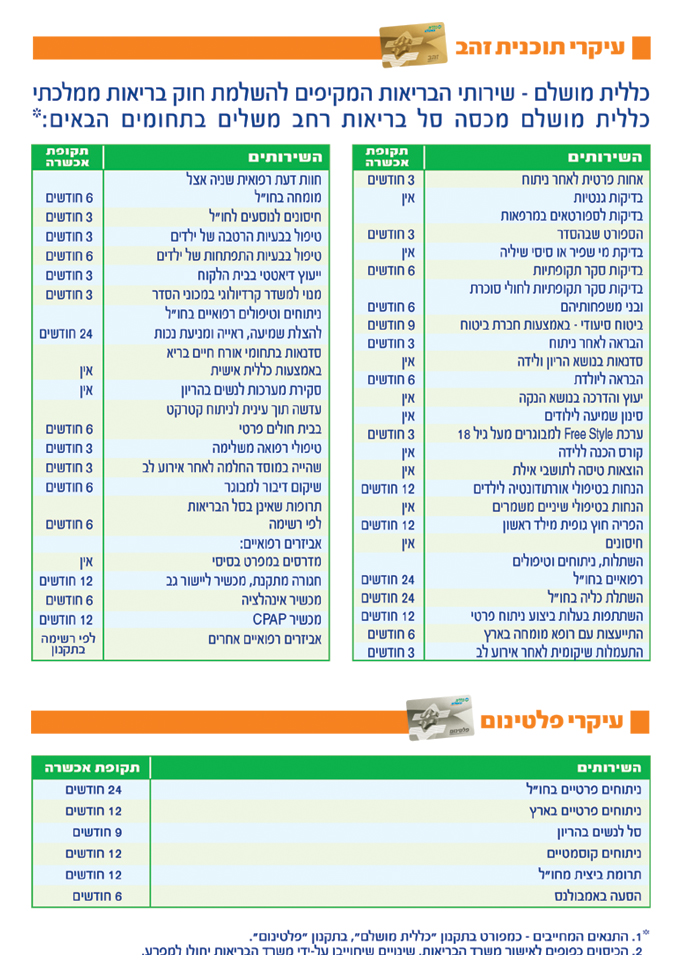 עיקרי תוכנית זהב
זהב
כללית מושלם - שירותי הבריאות המקיפים להשלמת חוק בריאות ממלכתי
כללית מושלם מכסה סל בריאות רחב משלים בתחומים הבאים:*
השירותים תקופת אכשרה
אחות פרטית לאחר ניתוח 3 חודשים
בדיקות גנטיות אין
בדיקות לספורטאים במרפאות
הספורט שבהסדר 3 חודשים
בדיקת מי שפיר או סיסי שיליה אין
בדיקות סקר תקופתיות 6 חודשים
בדיקות סקר תקופתיות לחולי סוכרת
ובני משפחותיהם 6 חודשים
ביטוח סיעודי - באמצעות חברת ביטוח 9 חודשים
הבראה לאחר ניתוח 3 חודשים
סדנאות בנושא הריון ולידה אין
הבראה ליולדת 6 חודשים
יעוץ והדרכה בנושא הנקה אין
סינון שמיעה לילודים אין
ערכת Free Style למבוגרים מעל גיל 18 3 חודשים
קורס הכנה ללידה אין
הוצאות טיסה לתושבי אילת אין
הנחות בטיפולי אורתודונטיה לילדים 12 חודשים
הנחות בטיפולי שיניים משמרים אין
הפריה חוץ גופית מילד ראשון 12 חודשים
חיסונים אין
השתלות, ניתוחים וטיפולים
רפואיים בחו"ל 24 חודשים
השתלת כליה בחו"ל 24 חודשים
השתתפות בעלות ביצוע ניתוח פרטי 12 חודשים
התייעצות עם רופא מומחה בארץ 6 חודשים
התעמלות שיקומית לאחר אירוע לב 3 חודשים
השירותים תקופת אכשרה
חוות דעת רפואית שניה אצל
מומחה בחו"ל 6 חודשים
חיסונים לנוסעים לחו"ל 3 חודשים
טיפול בבעיות הרטבה של ילדים 3 חודשים
טיפול בבעיות התפתחות של ילדים 6 חודשים
ייעוץ דיאטטי בבית הלקוח 3 חודשים
מנוי למשדר קרדיולוגי במכוני הסדר 3 חודשים
ניתוחים וטיפולים רפואיים בחו"ל
להצלת שמיעה, ראייה ומניעת נכות 24 חודשים
סדנאות בתחומי אורח חיים בריא
באמצעות כללית אישית אין
סקירת מערכות לנשים בהריון אין
עדשה תוך עינית לניתוח קטרקט
בבית חולים פרטי 6 חודשים
טיפולי רפואה משלימה 3 חודשים
שהייה במוסד החלמה לאחר אירוע לב 3 חודשים
שיקום דיבור למבוגר 6 חודשים
תרופות שאינן בסל הבריאות
לפי רשימה 6 חודשים
אביזרים רפואיים:
מדרסים במפרט בסיסי אין
חגורה מתקנת, מכשיר ליישור גב 12 חודשים
מכשיר אינהלציה 6 חודשים
מכשיר CPAP 12 חודשים
אביזרים רפואיים אחרים לפי רשימה בתקנון
עיקרי פלטינום
פלטינום
השירותים תקופת אכשרה
ניתוחים פרטיים בחו"ל 24 חודשים
ניתוחים פרטיים בארץ 12 חודשים
סל לנשים בהריון 9 חודשים
ניתוחים קוסמטיים 12 חודשים
תרומת ביצית מחו"ל 12 חודשים
הסעה באמבולנס 6 חודשים
*1. התנאים המחייבים - כמפורט בתקנון "כללית מושלם", בתקנון "פלטינום".
2. הכיסויים כפופים לאישור משרד הבריאות. שינויים שיחוייבו על-ידי משרד הבריאות יחולו למפרע.